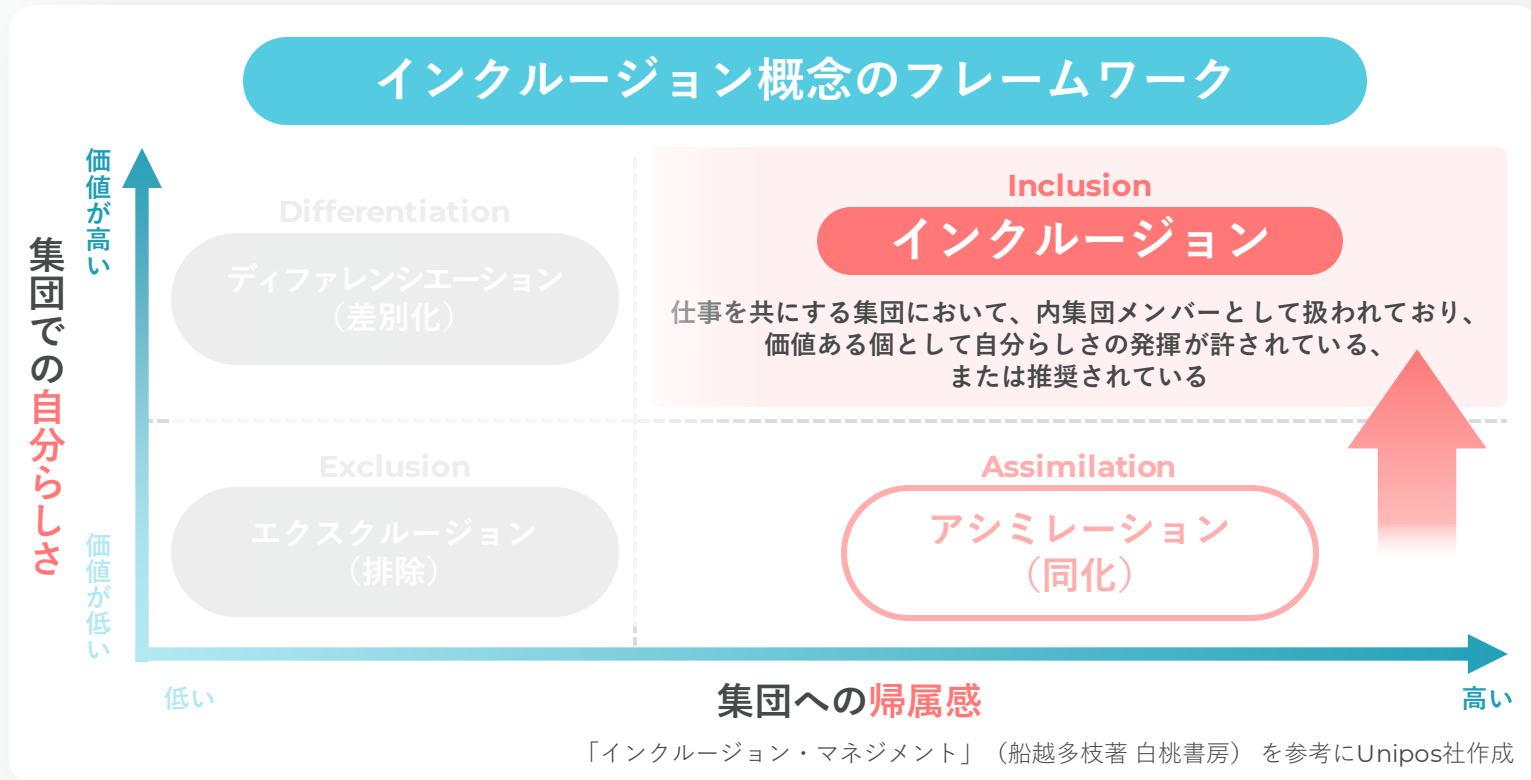 インクルージョン概念のフレームワーク
価値が高い
集団での自分らしさ
価値が低い
Differentiation
ディファレンシエーション
（差別化）
Inclusion
インクルージョン
仕事を共にする集団において、内集団メンバーとして扱われており、
価値ある個として自分らしさの発揮が許されている、
または推奨されている
Exclusion
エクスクルージョン
（排除）
Assimilation
アシミレーション
（同化）
低い
集団への帰属感
高い
「インクルージョン・マネジメント」（船越多枝著 白桃書房） を参考にUnipos社作成